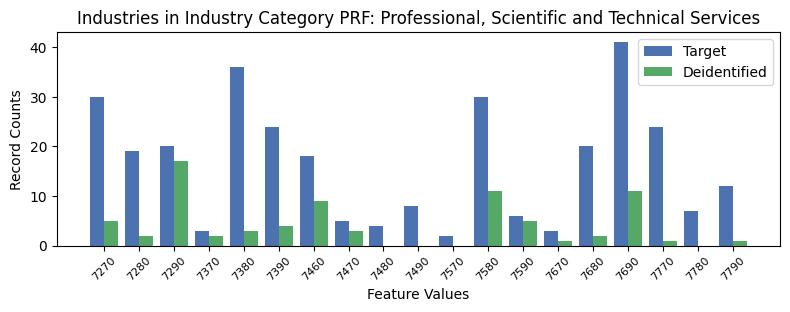 Industries in Industry Category PRF: Professional, Scientific and Technical Services
Target
Deidentified
Record Counts
40
30
20
10
0
7270 7280 7290 7370 7380 7390 7460 7470 7480 7490 7570 7580 7590 7670 7680 7690 7770 7780 7790
Feature Values